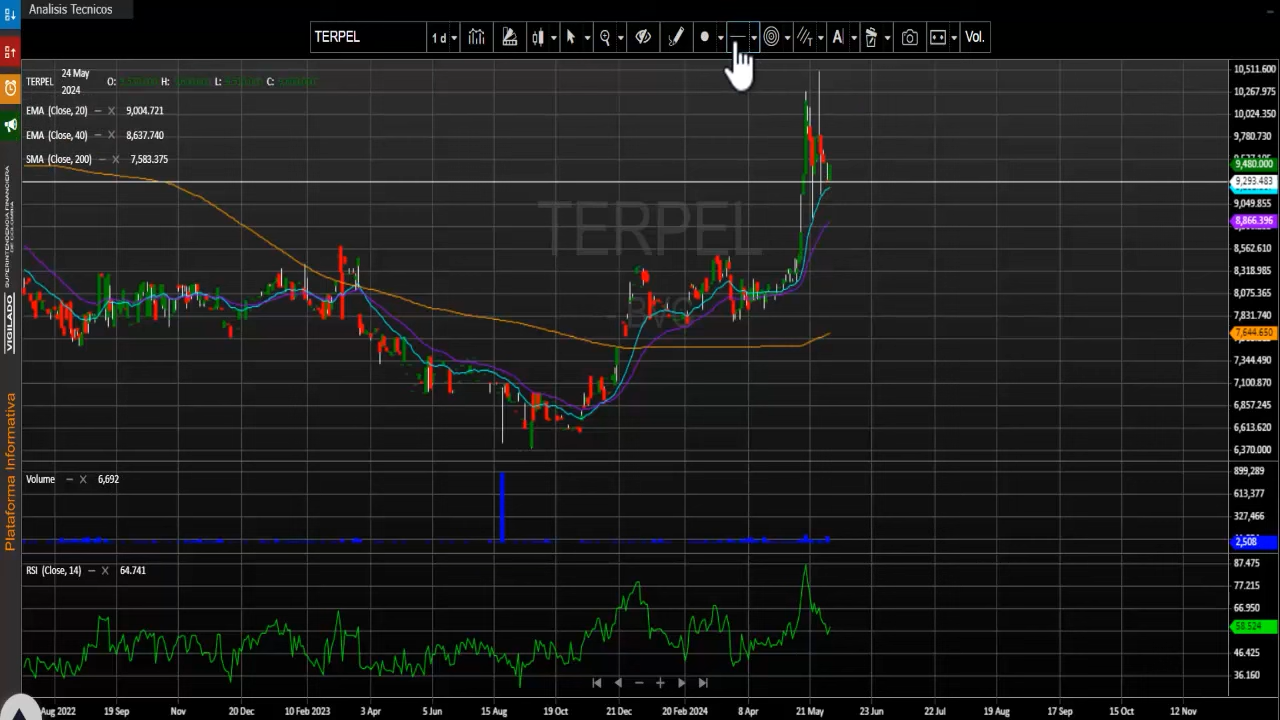 Analisis Tecnicos
TERPEL
1 d
A
T
Vol.
TERPEL 24 May 2024 O: H: L: C:
EMA (Close, 20) 9,004.721
EMA (Close, 40) 8,637.740
SMA (Close, 200) 7,583.375
TERPEL
- BVC
10,511.600
10,267.975
10,024.350
9,780.730
9,480.000
9,293.483
9,049.855
8,866.396
8,562.610
8,318.985
8,075.365
7,831.740
7,644.650
7,344.490
7,100.870
6,857.245
6,613.620
6,370.000
Volume 6,692
899,289
613,377
327,466
2,508
RSI (Close, 14) 64.741
87.475
77.215
66.950
58.524
46.425
36.160
Aug 2022 19 Sep Nov 20 Dec 10 Feb 2023 3 Apr 5 Jun 15 Aug 19 Oct 21 Dec 20 Feb 2024 8 Apr 21 May 23 Jun 22 Jul 19 Aug 17 Sep 15 Oct 12 Nov
VIGILADO SUPERINTENDENCIA FINANCIERA
Plataforma Informativa